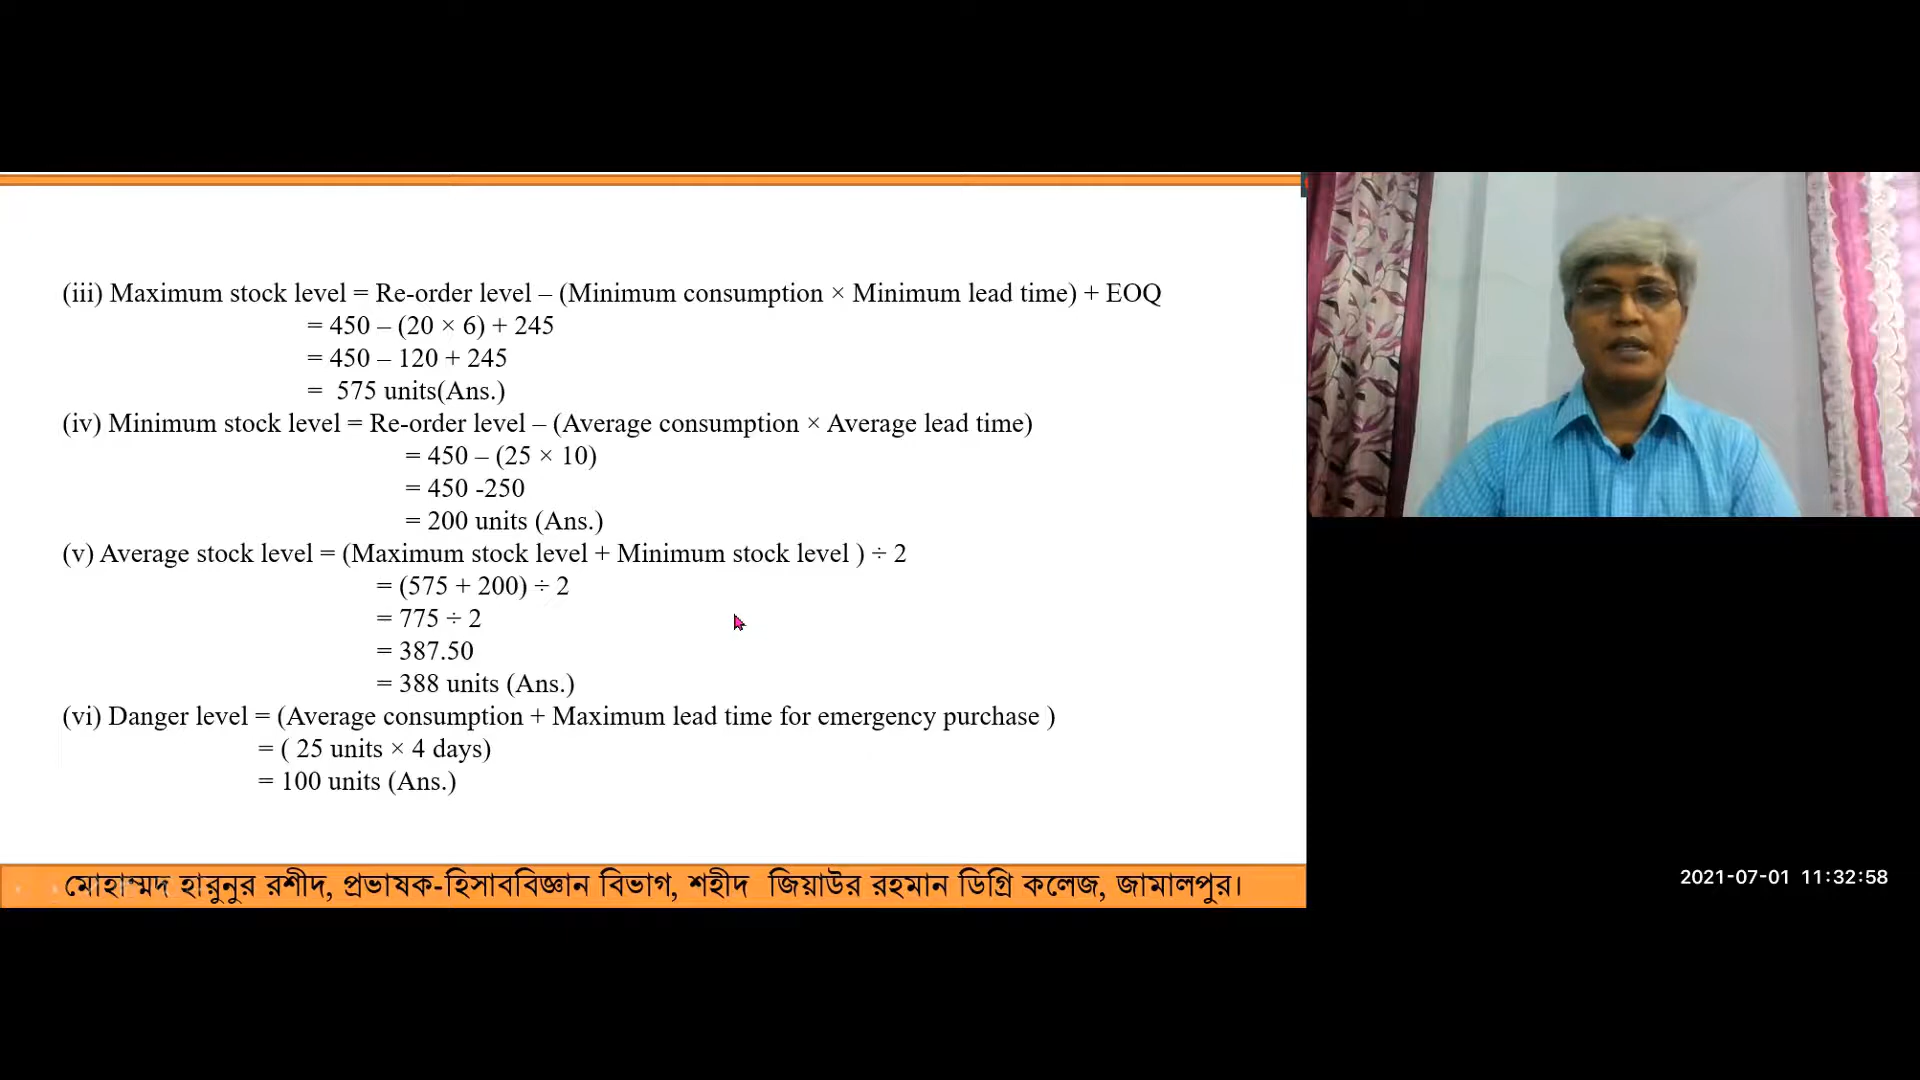 (iii) Maximum stock level = Re-order level – (Minimum consumption × Minimum lead time) + EOQ
= 450 – (20 × 6) + 245
= 450 – 120 + 245
= 575 units(Ans.)
(iv) Minimum stock level = Re-order level – (Average consumption × Average lead time)
= 450 – (25 × 10)
= 450 -250
= 200 units (Ans.)
(v) Average stock level = (Maximum stock level + Minimum stock level ) ÷ 2
= (575 + 200) ÷ 2
= 775 ÷ 2
= 387.50
= 388 units (Ans.)
(vi) Danger level = (Average consumption + Maximum lead time for emergency purchase )
= ( 25 units × 4 days)
= 100 units (Ans.)
মোহাম্মদ হারুনুর রশীদ, প্রভাষক-হিসাববিজ্ঞান বিভাগ, শহীদ জিয়াউর রহমান ডিগ্রি কলেজ, জামালপুর।
2021-07-01 11:32:58